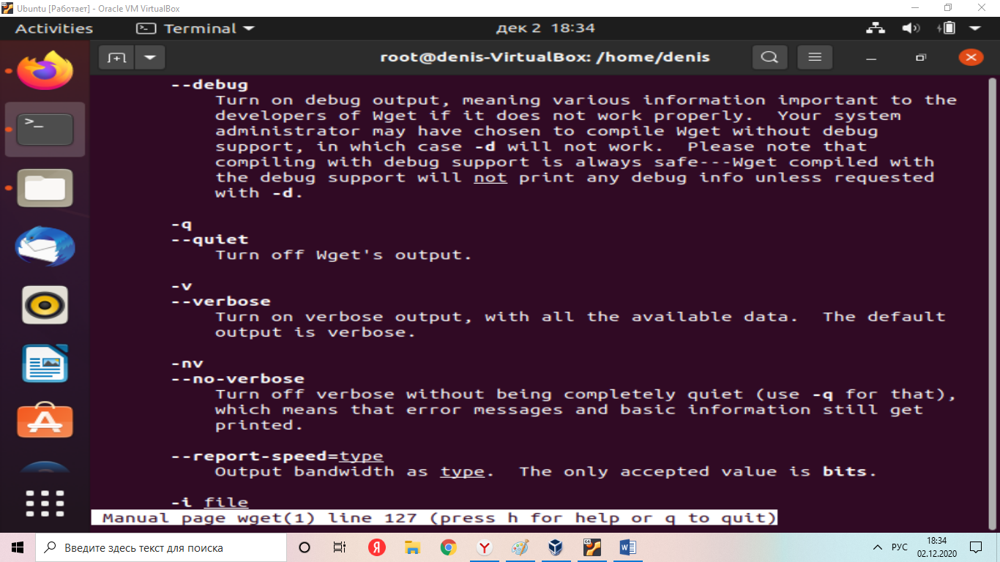 Ubuntu [Работает] - Oracle VM VirtualBox
Activities Terminal дек 2 18:34
root@denis-VirtualBox: /home/denis
--debug
Turn on debug output, meaning various information important to the
developers of Wget if it does not work properly. Your system
administrator may have chosen to compile Wget without debug
support, in which case -d will not work. Please note that
compiling with debug support is always safe---Wget compiled with
the debug support will not print any debug info unless requested
with -d.
-q
--quiet
Turn off Wget's output.
-v
--verbose
Turn on verbose output, with all the available data. The default
output is verbose.
-nv
--no-verbose
Turn off verbose without being completely quiet (use -q for that),
which means that error messages and basic information still get
printed.
--report-speed=type
Output bandwidth as type. The only accepted value is bits.
-i file
Manual page wget(1) line 127 (press h for help or q to quit)
Введите здесь текст для поиска
РУС
18:34
02.12.2020